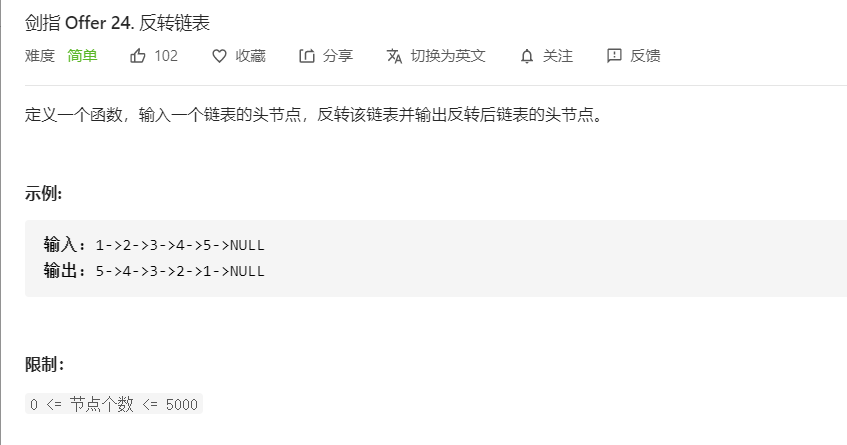 剑指 Offer 24. 反转链表
难度 简单 102 收藏 分享 切换为英文 关注 反馈
定义一个函数，输入一个链表的头节点，反转该链表并输出反转后链表的头节点。
示例:
输入: 1->2->3->4->5->NULL
输出: 5->4->3->2->1->NULL
限制：
0 <= 节点个数 <= 5000